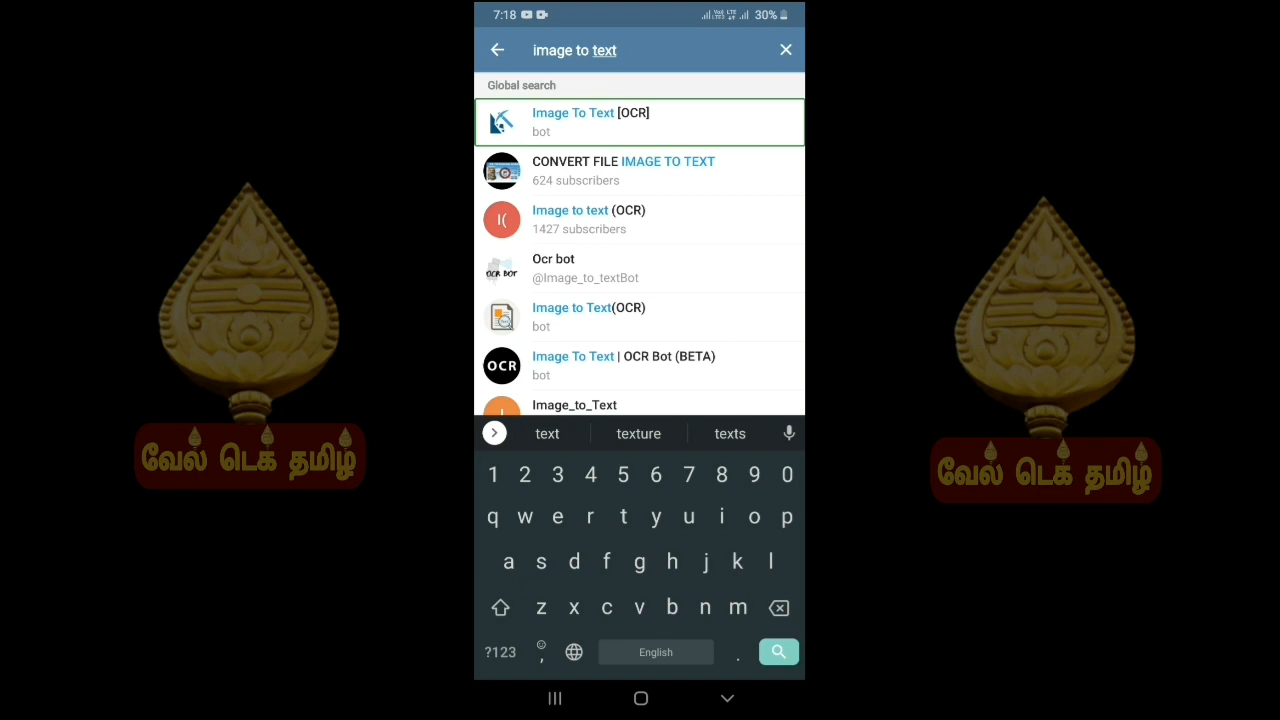 7:18
30%
image to text
Global search
Image To Text [OCR]
bot
CONVERT FILE IMAGE TO TEXT
624 subscribers
I(
Image to text (OCR)
1427 subscribers
OCR BOT
Ocr bot
@Image_to_textBot
Image to Text(OCR)
bot
OCR
Image To Text | OCR Bot (BETA)
bot
Image_to_Text
text texture texts
1 2 3 4 5 6 7 8 9 0
q w e r t y u i o p
a s d f g h j k l
z x c v b n m
?123 , English .
வேல் டெக் தமிழ்
வேல் டெக் தமிழ்